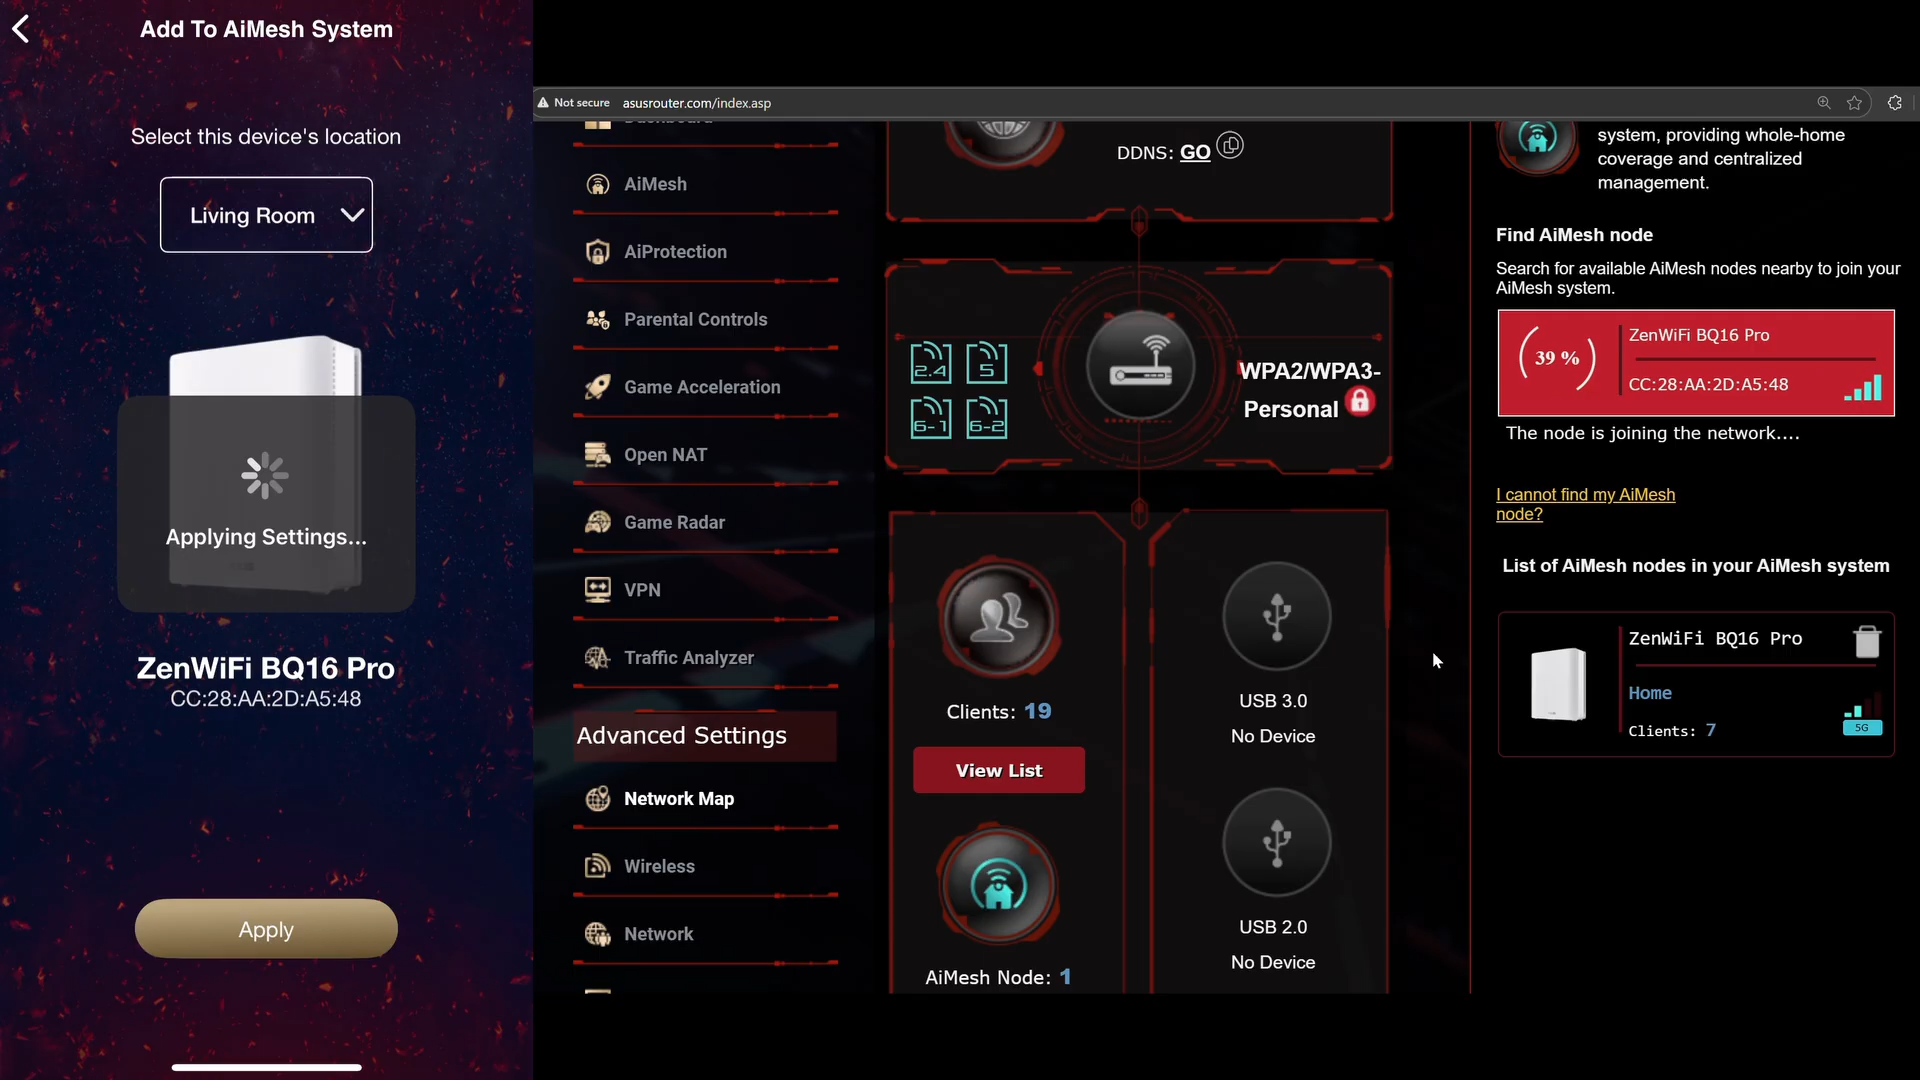 Add To AiMesh System
Select this device's location
Living Room
Applying Settings...
ZenWiFi BQ16 Pro
CC:28:AA:2D:A5:48
Apply
Not secure
asusrouter.com/index.asp
Dashboard
AiMesh
AiProtection
Parental Controls
Game Acceleration
Open NAT
Game Radar
VPN
Traffic Analyzer
Advanced Settings
Network Map
Wireless
Network
DDNS: GO
2.4
5
6-1
6-2
WPA2/WPA3-
Personal
Clients: 19
View List
AiMesh Node: 1
USB 3.0
No Device
USB 2.0
No Device
system, providing whole-home
coverage and centralized
management.
Find AiMesh node
Search for available AiMesh nodes nearby to join your
AiMesh system.
39 %
ZenWiFi BQ16 Pro
CC:28:AA:2D:A5:48
The node is joining the network....
I cannot find my AiMesh
node?
List of AiMesh nodes in your AiMesh system
ZenWiFi BQ16 Pro
Home
Clients: 7
5G